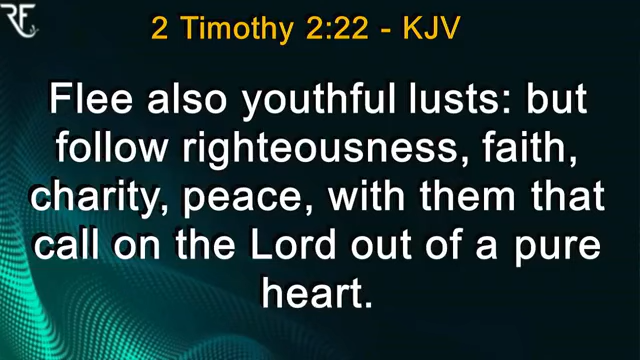 RF
2 Timothy 2:22 - KJV
Flee also youthful lusts: but
follow righteousness, faith,
charity, peace, with them that
call on the Lord out of a pure
heart.